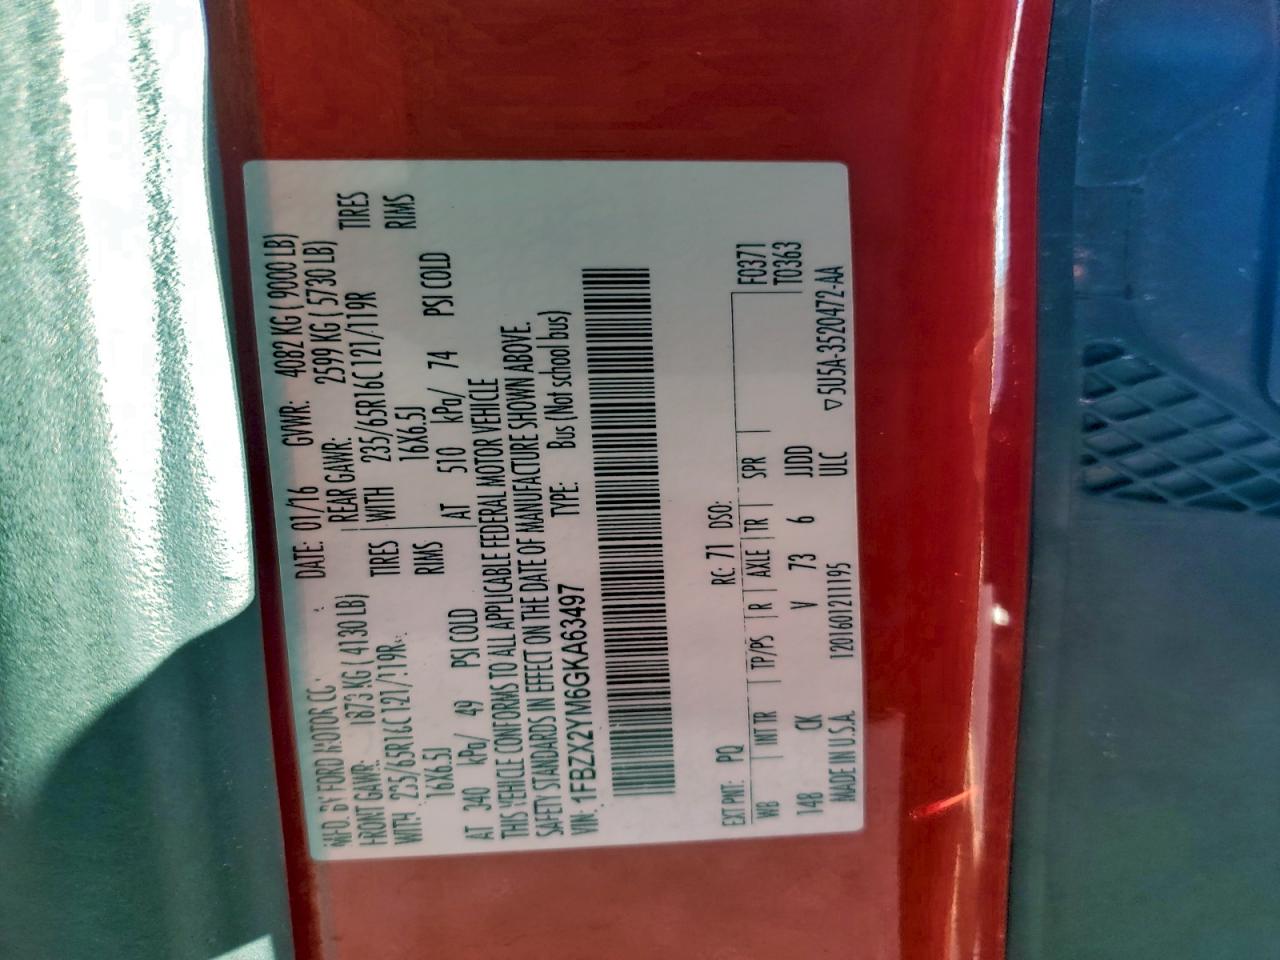 MFD. BY FORD MOTOR CO. DATE: 01/16 GVWR: 4082 KG ( 9000 LB)
FRONT GAWR: 1873 KG ( 4130 LB) REAR GAWR: 2599 KG ( 5730 LB)
WITH 235/65R16C 121/119R TIRES WITH 235/65R16C 121/119R TIRES
16X6.5J RIMS 16X6.5J RIMS
AT 340 kPa/ 49 PSI COLD AT 510 kPa/ 74 PSI COLD
THIS VEHICLE CONFORMS TO ALL APPLICABLE FEDERAL MOTOR VEHICLE
SAFETY STANDARDS IN EFFECT ON THE DATE OF MANUFACTURE SHOWN ABOVE.
VIN: 1FBZX2YM6GKA63497 TYPE: Bus (Not school bus)
EXT PNT: PQ RC: 71 DSO: F0371
WB INT TR TP/PS R AXLE TR SPR T0363
148 CK V 73 6 JJDD
MADE IN U.S.A. 120160121195 ULC ▽5U5A-3520472-AA